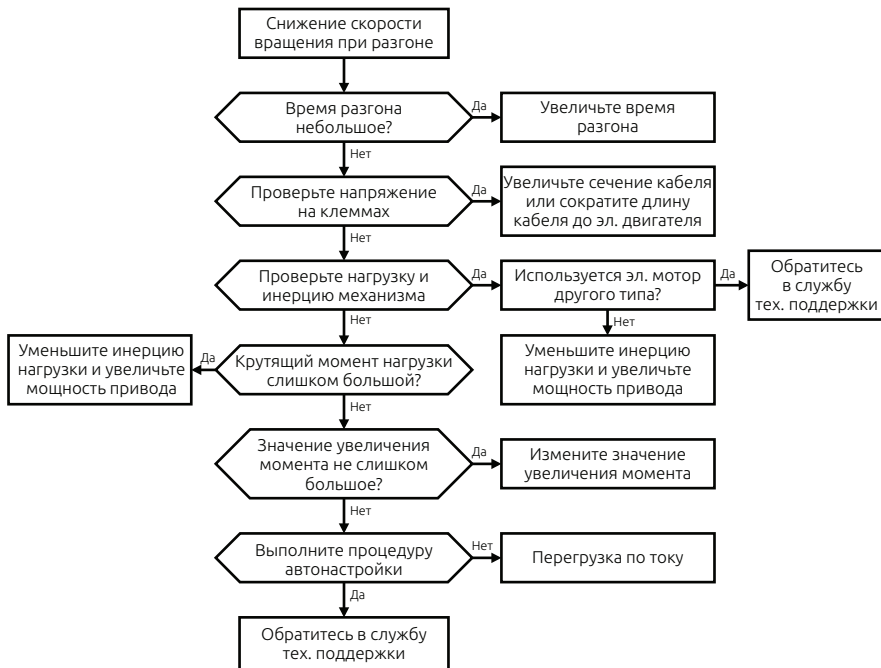 Снижение скорости
вращения при разгоне
Время разгона
небольшое?
Да
Увеличьте время
разгона
Нет
Проверьте напряжение
на клеммах
Да
Увеличьте сечение кабеля
или сократите длину
кабеля до эл. двигателя
Нет
Проверьте нагрузку и
инерцию механизма
Да
Используется эл. мотор
другого типа?
Да
Обратитесь
в службу
тех. поддержки
Нет
Нет
Уменьшите инерцию
нагрузки и увеличьте
мощность привода
Да
Крутящий момент нагрузки
слишком большой?
Уменьшите инерцию
нагрузки и увеличьте
мощность привода
Нет
Значение увеличения
момента не слишком
большое?
Да
Измените значение
увеличения момента
Нет
Выполните процедуру
автонастройки
Нет
Перегрузка по току
Да
Обратитесь в службу
тех. поддержки